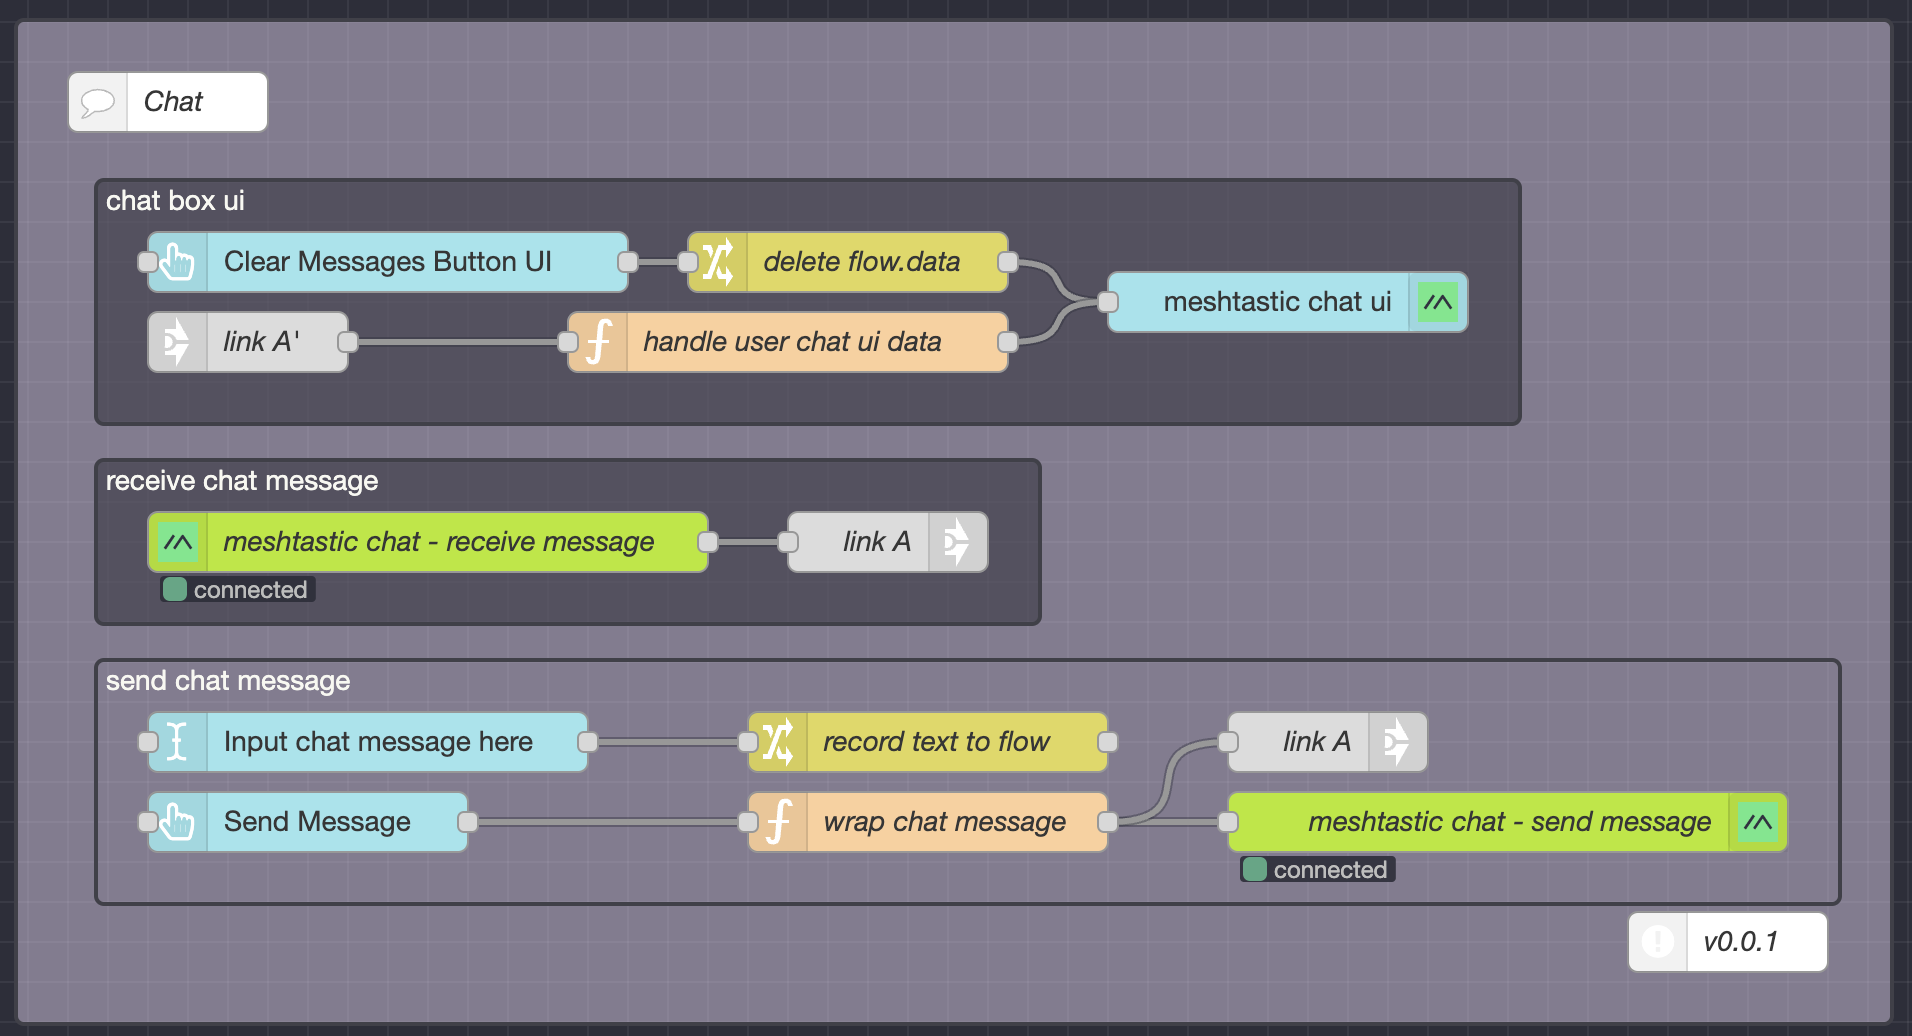 Chat
chat box ui
Clear Messages Button UI
delete flow.data
meshtastic chat ui
link A'
handle user chat ui data
receive chat message
meshtastic chat - receive message
link A
connected
send chat message
Input chat message here
record text to flow
link A
Send Message
wrap chat message
meshtastic chat - send message
connected
v0.0.1